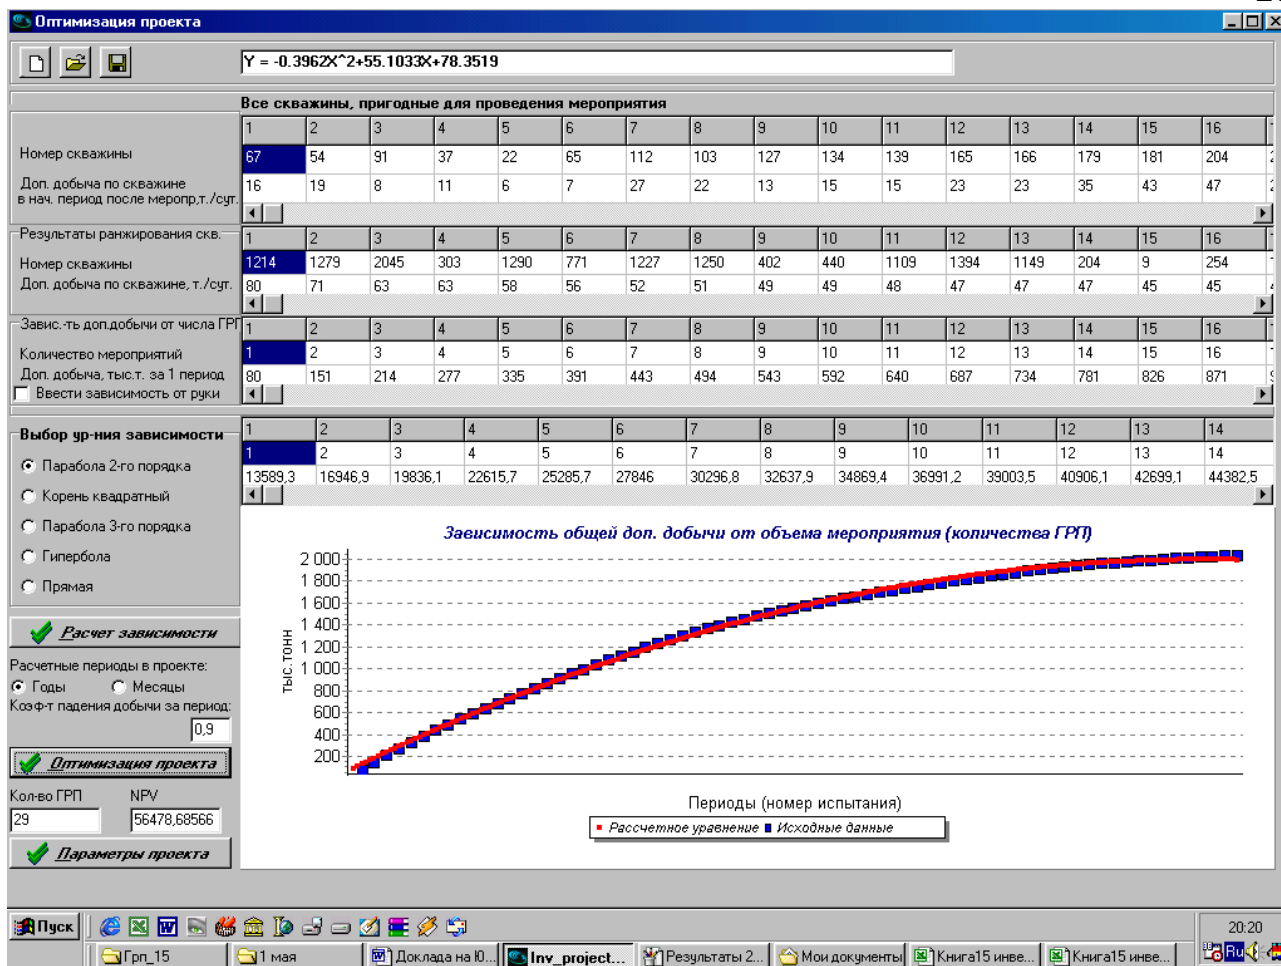 Оптимизация проекта
Y = -0.3962X^2+55.1033X+78.3519
Все скважины, пригодные для проведения мероприятия
1 2 3 4 5 6 7 8 9 10 11 12 13 14 15 16
Номер скважины 67 54 91 37 22 65 112 103 127 134 139 165 166 179 181 204
Доп. добыча по скважине
в нач. период после меропр,т./сут. 16 19 8 11 6 7 27 22 13 15 15 23 23 35 43 47
Результаты ранжирования скв. 1 2 3 4 5 6 7 8 9 10 11 12 13 14 15 16
Номер скважины 1214 1279 2045 303 1290 771 1227 1250 402 440 1109 1394 1149 204 9 254
Доп. добыча по скважине, т./сут. 80 71 63 63 58 56 52 51 49 49 48 47 47 47 45 45
Завис.-ть доп.добычи от числа ГРП 1 2 3 4 5 6 7 8 9 10 11 12 13 14 15 16
Количество мероприятий 1 2 3 4 5 6 7 8 9 10 11 12 13 14 15 16
Доп. добыча, тыс.т. за 1 период 80 151 214 277 335 391 443 494 543 592 640 687 734 781 826 871
Ввести зависимость от руки
Выбор ур-ния зависимости
1 2 3 4 5 6 7 8 9 10 11 12 13 14
1 2 3 4 5 6 7 8 9 10 11 12 13 14
13589,3 16946,9 19836,1 22615,7 25285,7 27846 30296,8 32637,9 34869,4 36991,2 39003,5 40906,1 42699,1 44382,5
Парабола 2-го порядка
Корень квадратный
Парабола 3-го порядка
Гипербола
Прямая
Зависимость общей доп. добычи от объема мероприятия (количества ГРП)
2 000
1 800
1 600
1 400
1 200
1 000
800
600
400
200
тыс.тонн
Периоды (номер испытания)
Рассчетное уравнение Исходные данные
Расчет зависимости
Расчетные периоды в проекте:
Годы Месяцы
Коэф-т падения добычи за период:
0,9
Оптимизация проекта
Кол-во ГРП NPV
29 56478,68566
Параметры проекта
Пуск
20:20
Грп_15 1 мая Доклада на Ю... Inv_project... Результаты 2... Мои документы Книга15 инве... Книга15 инве... Ru